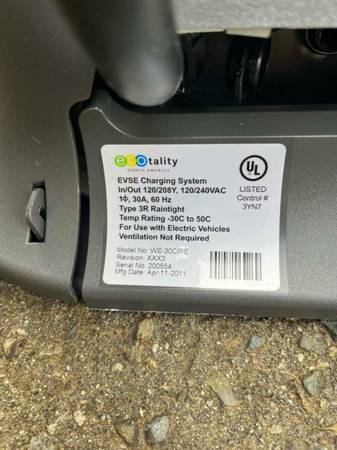 ecotality
NORTH AMERICA
EVSE Charging System
In/Out 120/208Y, 120/240VAC
1ϕ, 30A, 60 Hz
Type 3R Raintight
Temp Rating -30C to 50C
For Use with Electric Vehicles
Ventilation Not Required
UL
LISTED
Control #
3YN7
Model No: WE-30CIRE
Revision: XXX3
Serial No: 200554
Mfg Date: Apr-11-2011